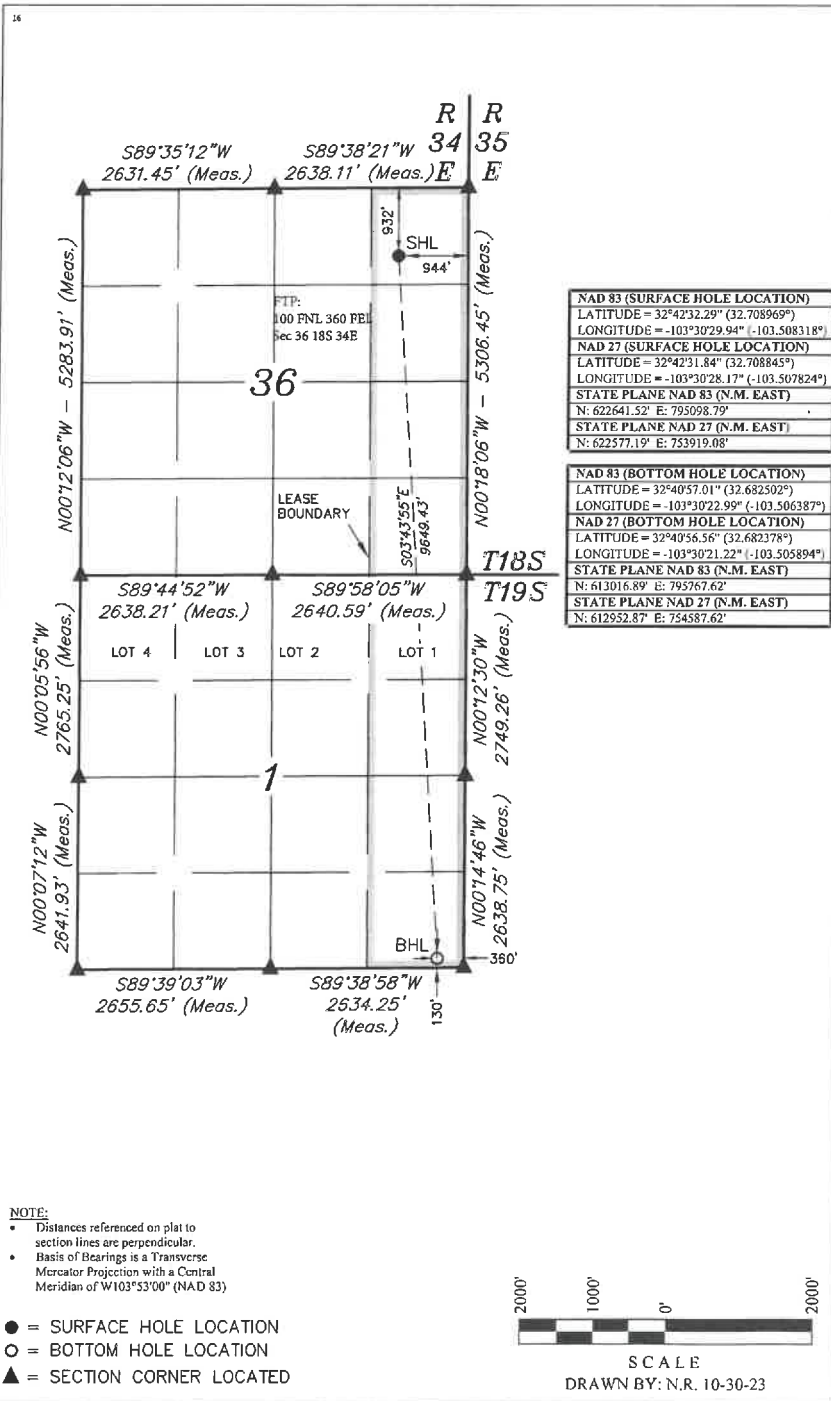 16
R R
34 35
E E
S89°35'12"W
2631.45' (Meas.)
S89°38'21"W
2638.11' (Meas.)
932'
SHL
944'
N00°12'06"W – 5283.91' (Meas.)
N00°18'06"W – 5306.45' (Meas.)
FTP:
100 FNL 360 FEL
Sec 36 18S 34E
36
LEASE
BOUNDARY
S03°43'55"E
9649.43'
T18S
T19S
S89°44'52"W
2638.21' (Meas.)
S89°58'05"W
2640.59' (Meas.)
LOT 4
LOT 3
LOT 2
LOT 1
N00°05'56"W
2765.25' (Meas.)
N00°12'30"W
2749.26' (Meas.)
1
N00°07'12"W
2641.93' (Meas.)
N00°14'46"W
2638.75' (Meas.)
BHL
360'
130'
S89°39'03"W
2655.65' (Meas.)
S89°38'58"W
2634.25'
(Meas.)
NAD 83 (SURFACE HOLE LOCATION)
LATITUDE = 32°42'32.29" (32.708969°)
LONGITUDE = -103°30'29.94" (-103.508318°)
NAD 27 (SURFACE HOLE LOCATION)
LATITUDE = 32°42'31.84" (32.708845°)
LONGITUDE = -103°30'28.17" (-103.507824°)
STATE PLANE NAD 83 (N.M. EAST)
N: 622641.52' E: 795098.79'
STATE PLANE NAD 27 (N.M. EAST)
N: 622577.19' E: 753919.08'
NAD 83 (BOTTOM HOLE LOCATION)
LATITUDE = 32°40'57.01" (32.682502°)
LONGITUDE = -103°30'22.99" (-103.506387°)
NAD 27 (BOTTOM HOLE LOCATION)
LATITUDE = 32°40'56.56" (32.682378°)
LONGITUDE = -103°30'21.22" (-103.505894°)
STATE PLANE NAD 83 (N.M. EAST)
N: 613016.89' E: 795767.62'
STATE PLANE NAD 27 (N.M. EAST)
N: 612952.87' E: 754587.62'
NOTE:
• Distances referenced on plat to
section lines are perpendicular.
• Basis of Bearings is a Transverse
Mercator Projection with a Central
Meridian of W103°53'00" (NAD 83)
= SURFACE HOLE LOCATION
= BOTTOM HOLE LOCATION
= SECTION CORNER LOCATED
2000' 1000' 0' 2000'
SCALE
DRAWN BY: N.R. 10-30-23